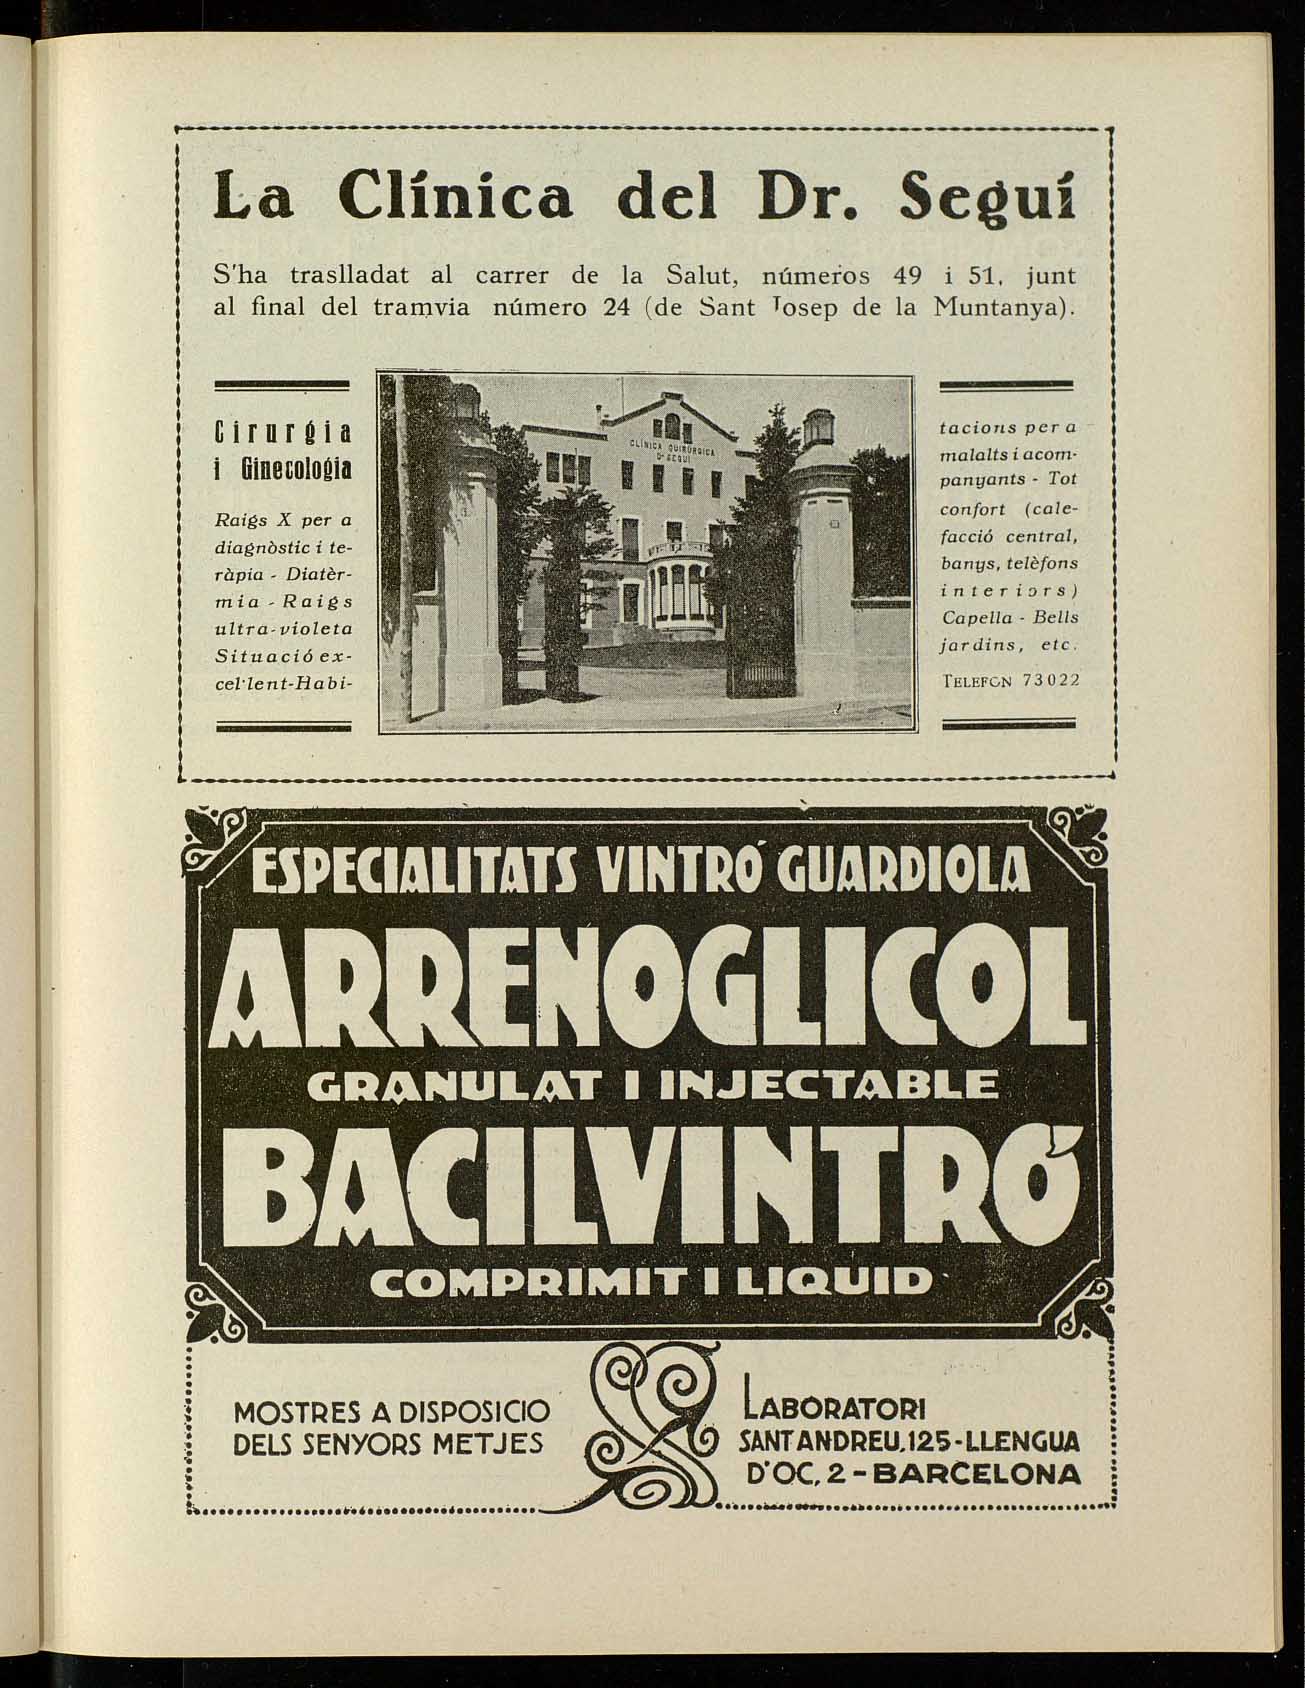 La Clínica del Dr. Seguí
S'ha traslladat al carrer de la Salut, números 49 i 51, junt
al final del tramvia número 24 (de Sant Josep de la Muntanya).
Cirurgia
i Ginecologia
Raigs X per a
diagnòstic i te-
ràpia - Diatèr-
mia - Raigs
ultra-violeta
Situació ex-
cel·lent-Habi-
CLÍNICA QUIRÚRGICA
Dr SEGUÍ
tacions per a
malalts i acom-
panyants - Tot
confort (cale-
facció central,
banys, telèfons
interiors)
Capella - Bells
jardins, etc.
TELEFON 73022
ESPECIALITATS VINTRÓ GUARDIOLA
ARRENOGLICOL
GRANULAT I INJECTABLE
BACILVINTRÓ
COMPRIMIT I LIQUID
MOSTRES A DISPOSICIO
DELS SENYORS METJES
LABORATORI
SANT ANDREU, 125 - LLENGUA
D'OC, 2 - BARCELONA